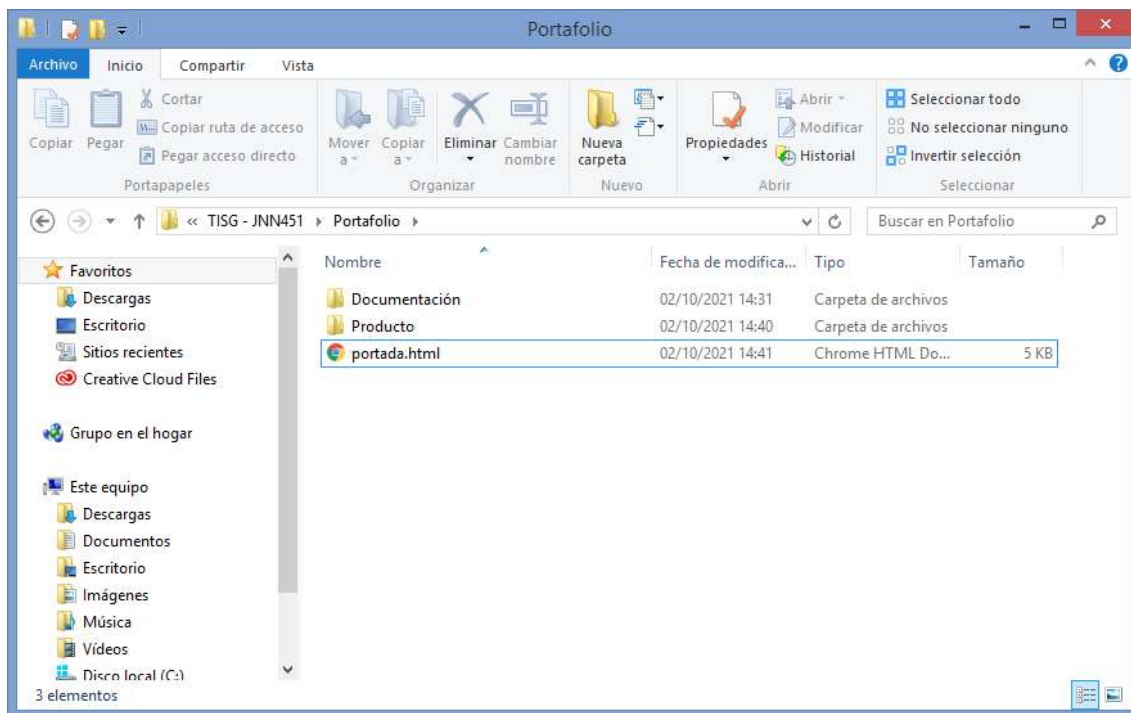 Portafolio
Archivo Inicio Compartir Vista
Copiar
Pegar
Cortar
Copiar ruta de acceso
Pegar acceso directo
Portapapeles
Mover a
Copiar a
Eliminar
Cambiar nombre
Organizar
Nueva carpeta
Nuevo
Propiedades
Abrir
Modificar
Historial
Abrir
Seleccionar todo
No seleccionar ninguno
Invertir selección
Seleccionar
« TISG - JNN451 Portafolio
Buscar en Portafolio
Favoritos
Descargas
Escritorio
Sitios recientes
Creative Cloud Files
Grupo en el hogar
Este equipo
Descargas
Documentos
Escritorio
Imágenes
Música
Vídeos
Disco local (C:)
Nombre Fecha de modifica... Tipo Tamaño
Documentación 02/10/2021 14:31 Carpeta de archivos
Producto 02/10/2021 14:40 Carpeta de archivos
portada.html 02/10/2021 14:41 Chrome HTML Do... 5 KB
3 elementos